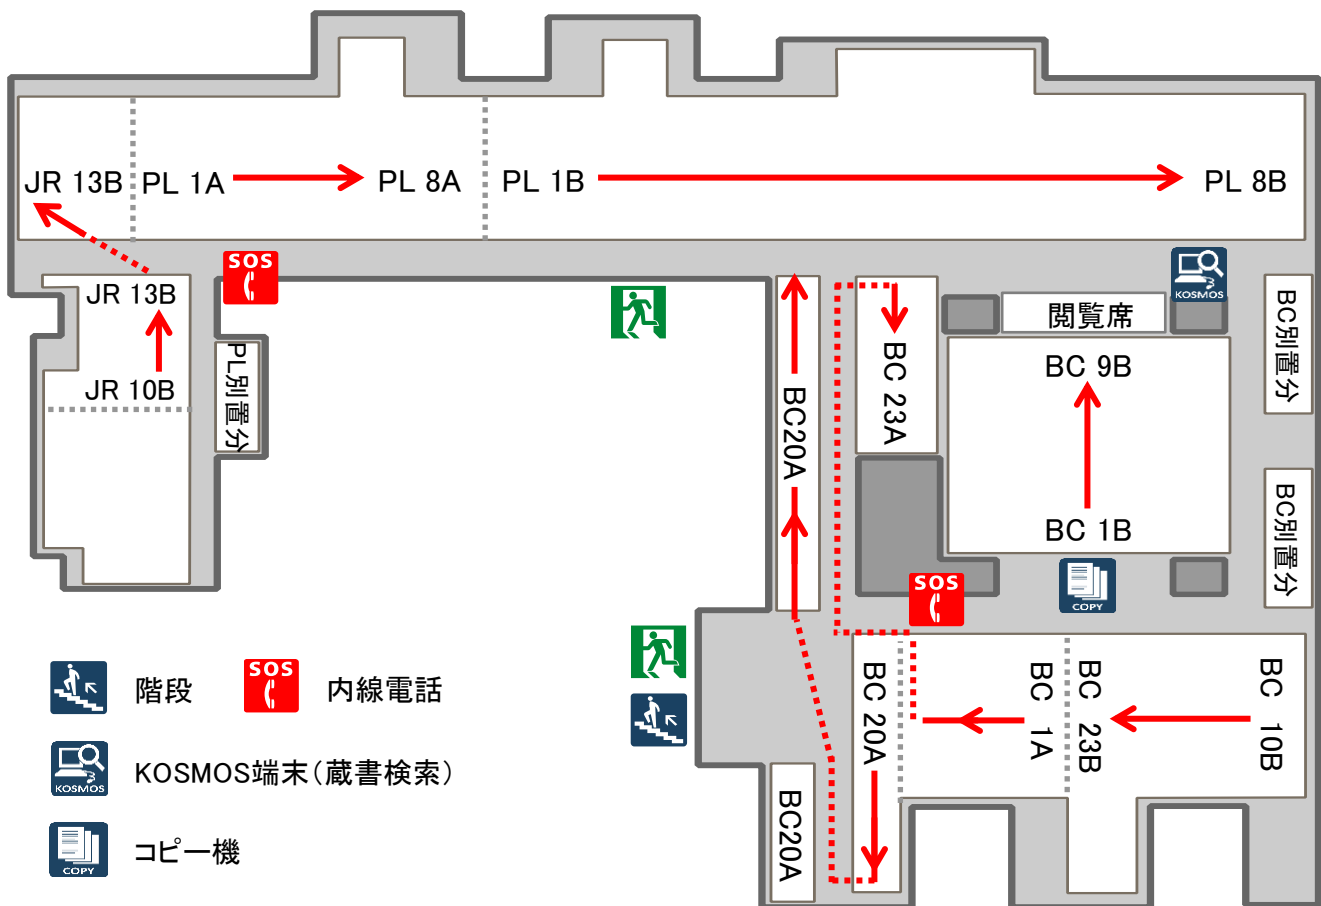 JR 13B
PL 1A
PL 8A
PL 1B
PL 8B
SOS
KOSMOS
JR 13B
JR 10B
PL別置分
BC20A
BC 23A
閲覧席
BC 9B
BC 1B
BC別置分
BC別置分
COPY
SOS
BC 20A
BC 1A
BC 23B
BC 10B
BC20A
階段
SOS
内線電話
KOSMOS
KOSMOS端末(蔵書検索)
COPY
コピー機